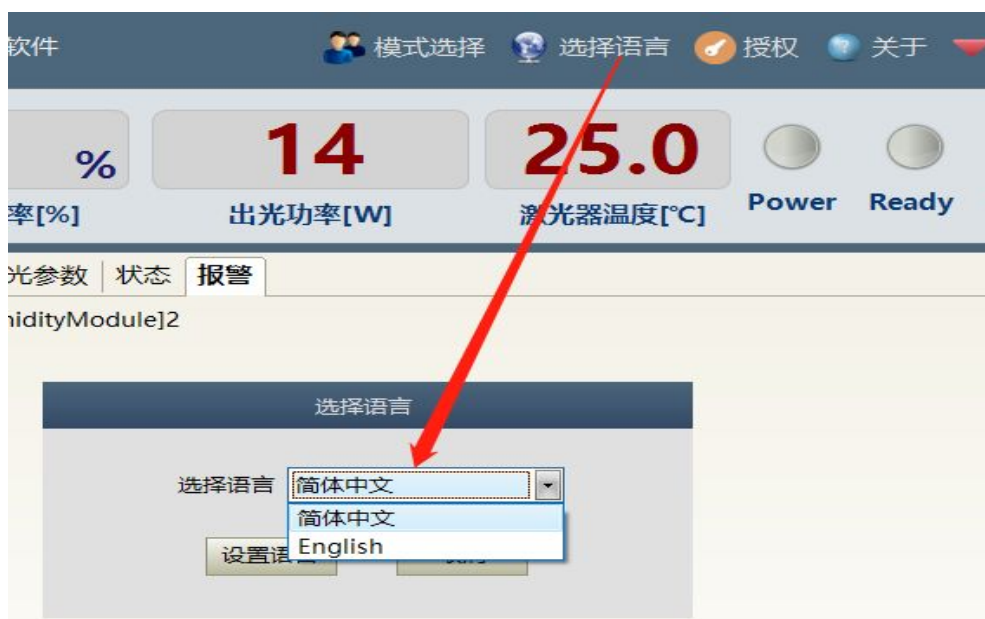 软件 模式选择 选择语言 授权 关于
% 14 25.0
率[%] 出光功率[W] 激光器温度[℃] Power Ready
光参数 状态 报警
nidityModule]2
选择语言
选择语言 简体中文
简体中文
English
设置语